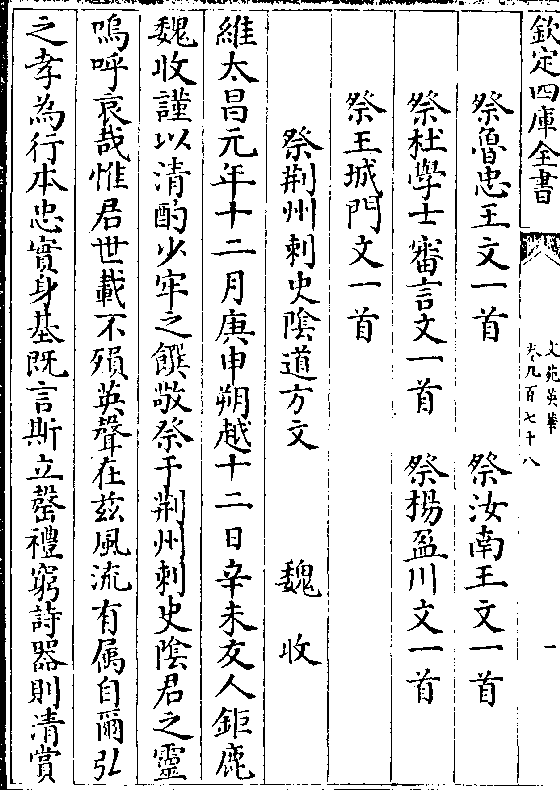 欽定四庫全書
文苑英華
卷九百七十八
一
祭魯忠王文一首
祭汝南王文一首
祭杜學士審言文一首
祭楊盈川文一首
祭王城門文一首
祭荆州刺史陰道方文
魏收
維太昌元年十二月庚申朔越十二日辛未友人鉅鹿
魏收謹以清酌少牢之饌敬祭于荆州刺史陰君之靈
嗚呼哀哉惟君世載不殞英聲在兹風流有属自爾弘
之孝為行本忠實身基既言斯立罄禮窮詩器則清賞